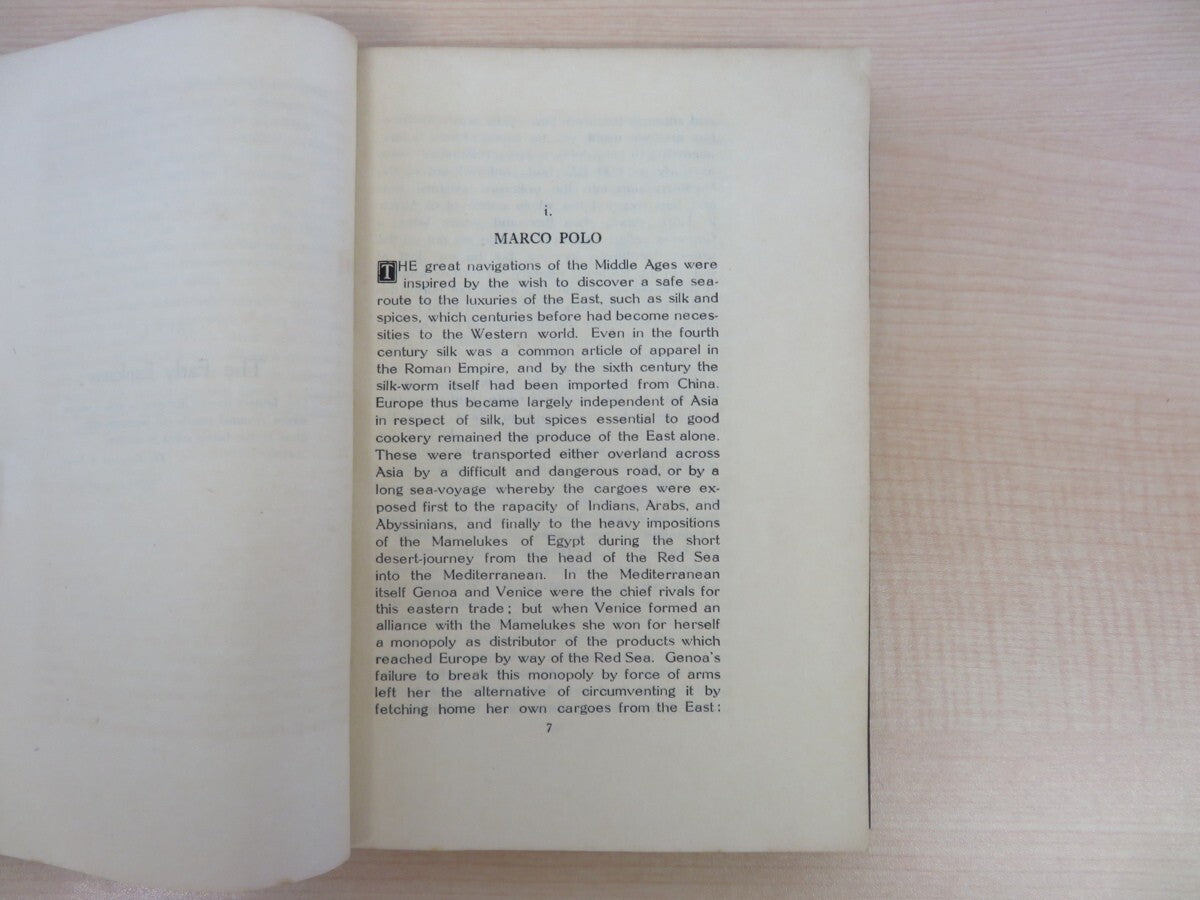 i.
MARCO POLO
THE great navigations of the Middle Ages were
inspired by the wish to discover a safe sea-
route to the luxuries of the East, such as silk and
spices, which centuries before had become neces-
sities to the Western world. Even in the fourth
century silk was a common article of apparel in
the Roman Empire, and by the sixth century the
silk-worm itself had been imported from China.
Europe thus became largely independent of Asia
in respect of silk, but spices essential to good
cookery remained the produce of the East alone.
These were transported either overland across
Asia by a difficult and dangerous road, or by a
long sea-voyage whereby the cargoes were ex-
posed first to the rapacity of Indians, Arabs, and
Abyssinians, and finally to the heavy impositions
of the Mamelukes of Egypt during the short
desert-journey from the head of the Red Sea
into the Mediterranean. In the Mediterranean
itself Genoa and Venice were the chief rivals for
this eastern trade; but when Venice formed an
alliance with the Mamelukes she won for herself
a monopoly as distributor of the products which
reached Europe by way of the Red Sea. Genoa's
failure to break this monopoly by force of arms
left her the alternative of circumventing it by
fetching home her own cargoes from the East:
7